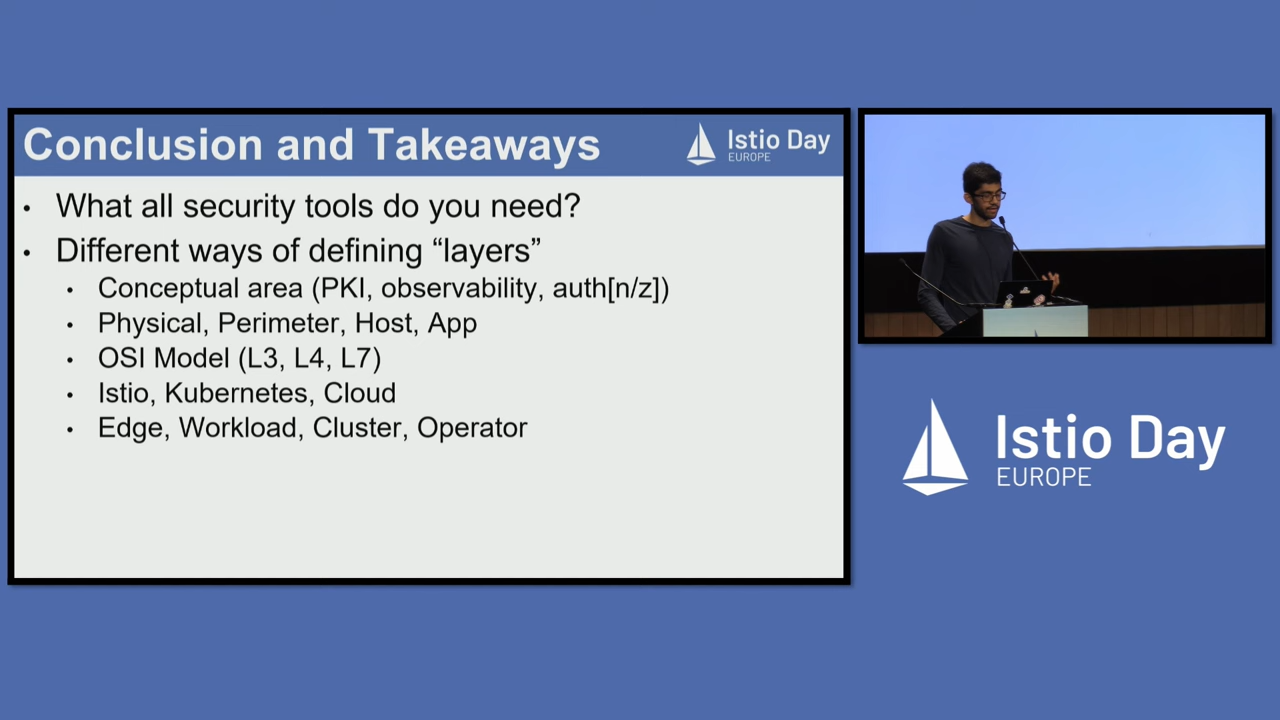 Conclusion and Takeaways
Istio Day
EUROPE
• What all security tools do you need?
• Different ways of defining “layers”
• Conceptual area (PKI, observability, auth[n/z])
• Physical, Perimeter, Host, App
• OSI Model (L3, L4, L7)
• Istio, Kubernetes, Cloud
• Edge, Workload, Cluster, Operator
Istio Day
EUROPE